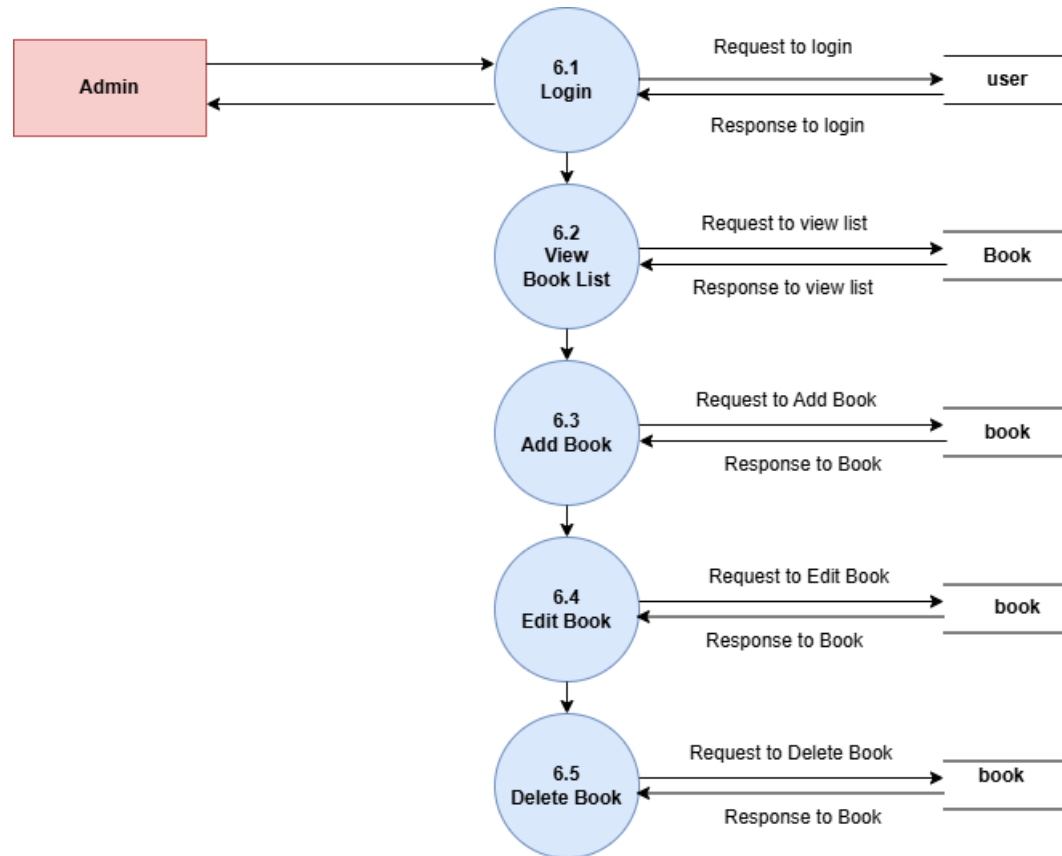 Admin
6.1
Login
Request to login
Response to login
user
6.2
View
Book List
Request to view list
Response to view list
Book
6.3
Add Book
Request to Add Book
Response to Book
book
6.4
Edit Book
Request to Edit Book
Response to Book
book
6.5
Delete Book
Request to Delete Book
Response to Book
book